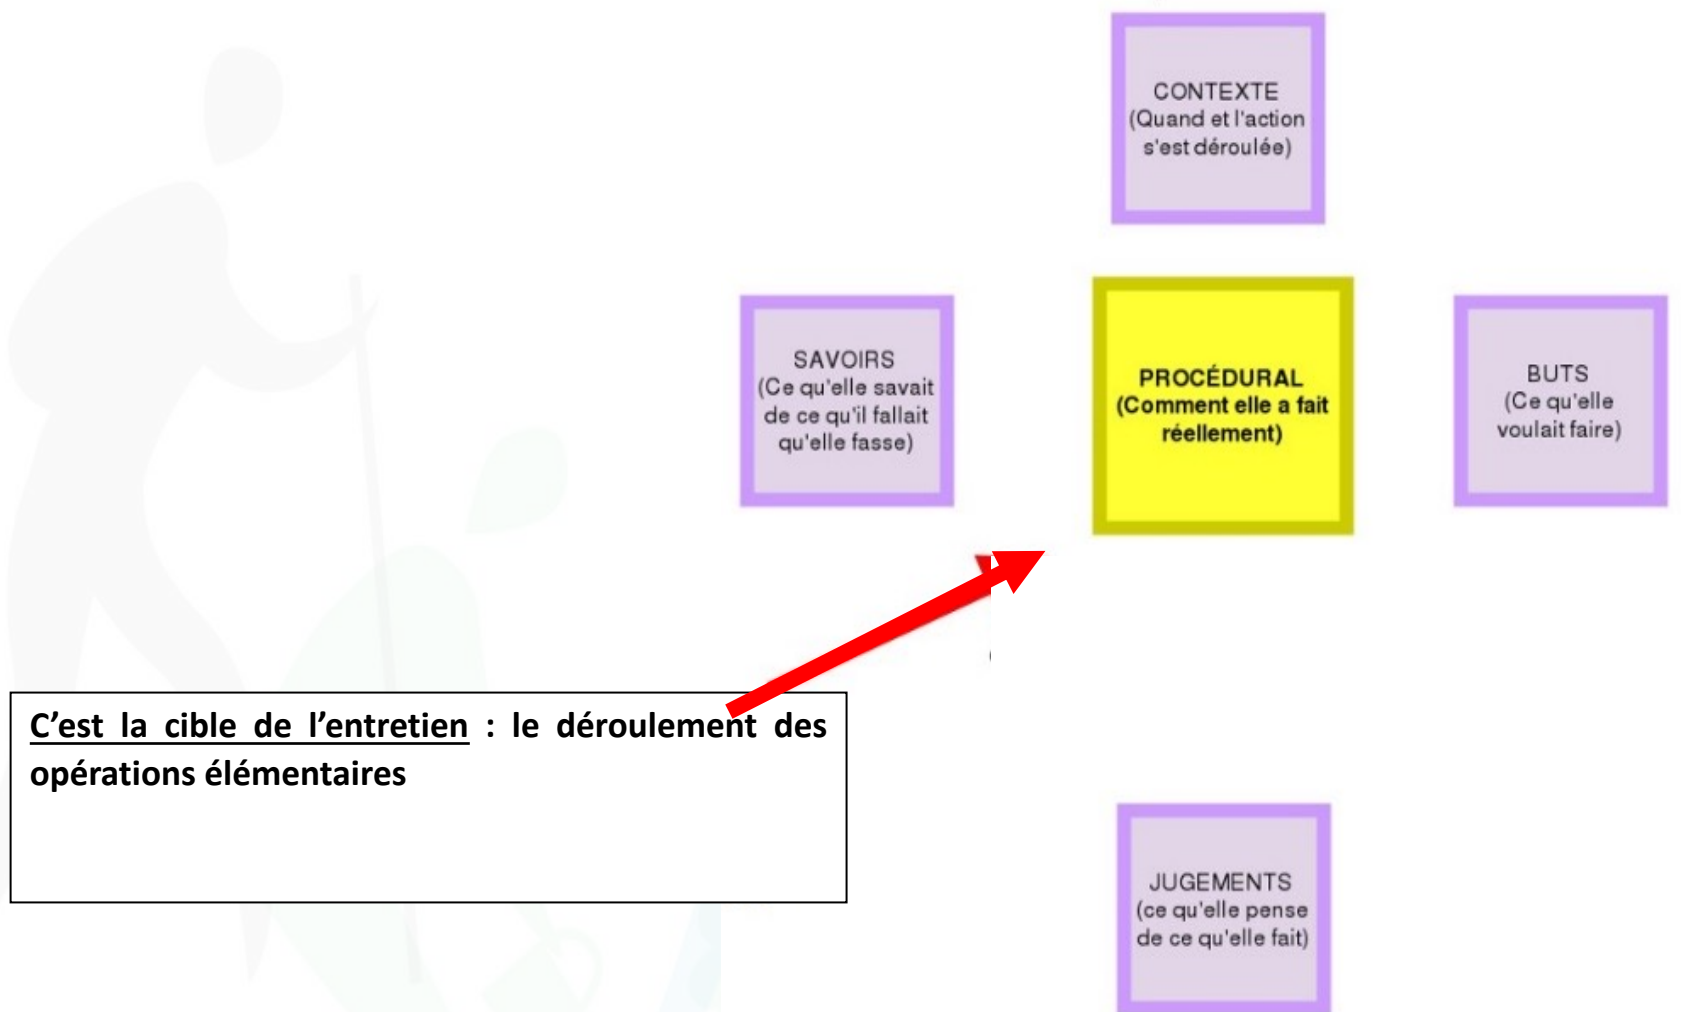 CONTEXTE
(Quand et l'action
s'est déroulée)
SAVOIRS
(Ce qu'elle savait
de ce qu'il fallait
qu'elle fasse)
PROCÉDURAL
(Comment elle a fait
réellement)
BUTS
(Ce qu'elle
voulait faire)
C’est la cible de l’entretien : le déroulement des
opérations élémentaires
JUGEMENTS
(ce qu'elle pense
de ce qu'elle fait)